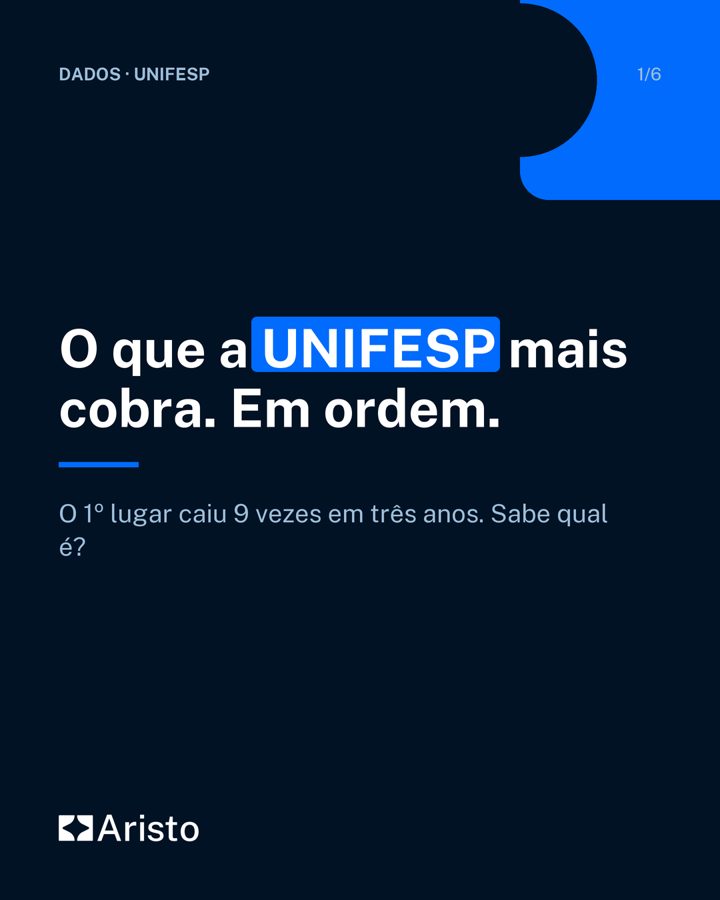 DADOS · UNIFESP
1/6
O que a UNIFESP mais
cobra. Em ordem.
O 1º lugar caiu 9 vezes em três anos. Sabe qual
é?
Aristo